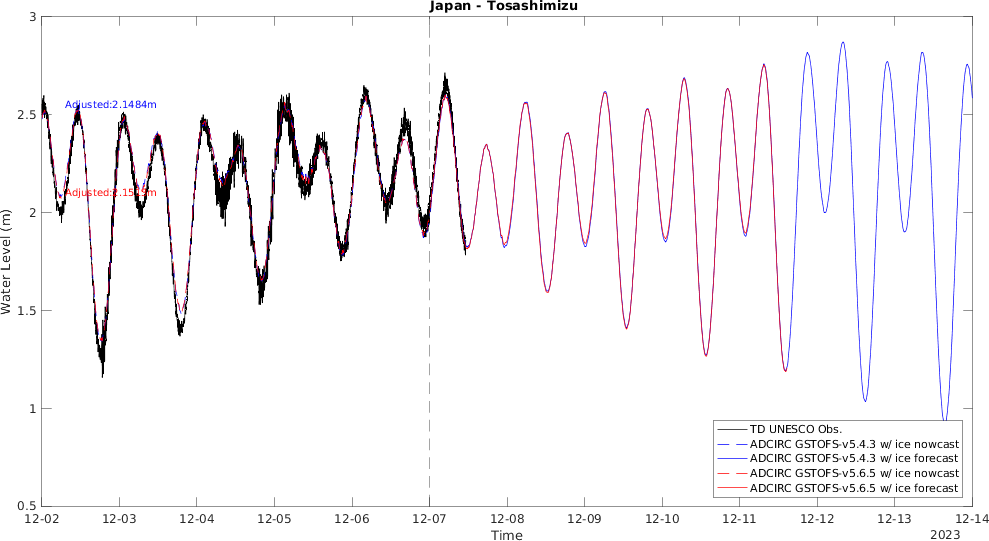 Japan - Tosashimizu
3
2.5
2
1.5
1
0.5
Water Level (m)
Adjusted:2.1484m
TD UNESCO Obs.
ADCIRC GSTOFS-v5.4.3 w/ ice nowcast
ADCIRC GSTOFS-v5.4.3 w/ ice forecast
ADCIRC GSTOFS-v5.6.5 w/ ice nowcast
ADCIRC GSTOFS-v5.6.5 w/ ice forecast
12-02 12-03 12-04 12-05 12-06 12-07 12-08 12-09 12-10 12-11 12-12 12-13 12-14
Time
2023